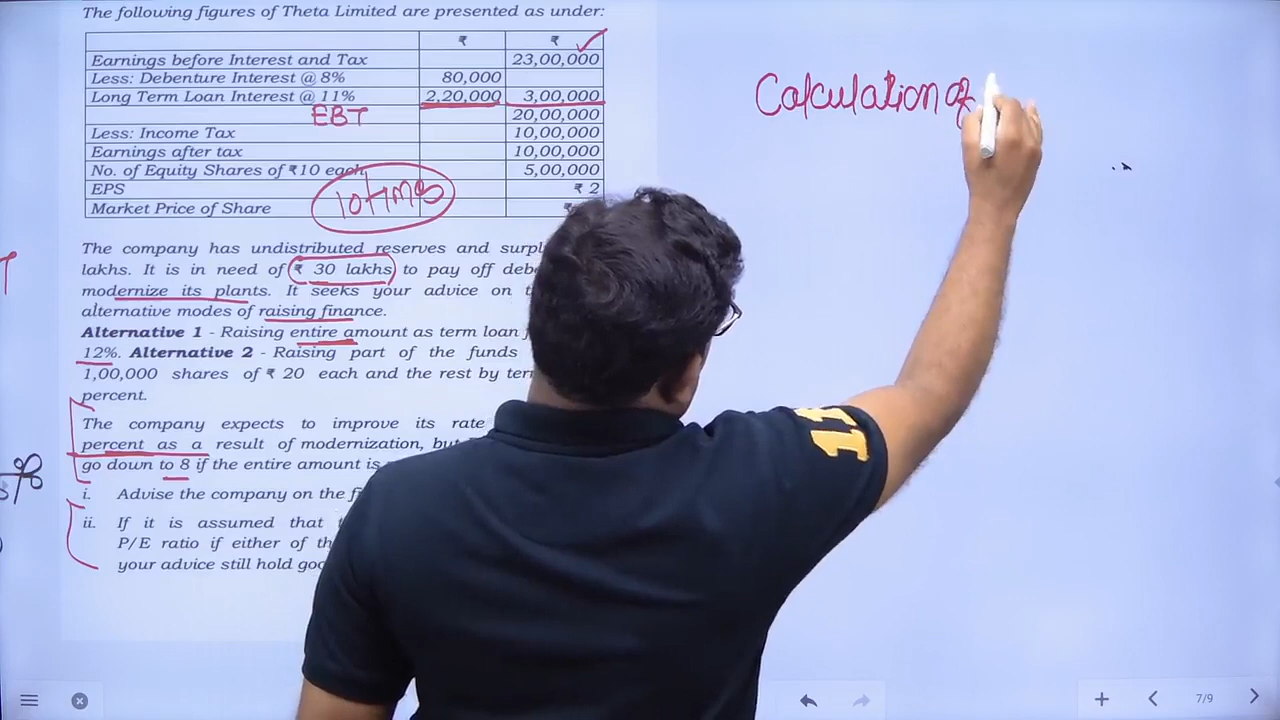 The following figures of Theta Limited are presented as under:
₹ ₹
Earnings before Interest and Tax 23,00,000
Less: Debenture Interest @ 8% 80,000
Long Term Loan Interest @ 11% 2,20,000 3,00,000
EBT 20,00,000
Less: Income Tax 10,00,000
Earnings after tax 10,00,000
No. of Equity Shares of ₹10 each 5,00,000
EPS ₹ 2
Market Price of Share ₹
10 times
The company has undistributed reserves and
lakhs. It is in need of ₹ 30 lakhs to pay off
modernize its plants. It seeks your advice on
alternative modes of raising finance.
Alternative 1 - Raising entire amount as term loan
12%. Alternative 2 - Raising part of the funds
1,00,000 shares of ₹ 20 each and the rest by
percent.
The company expects to improve its rate
percent as a result of modernization,
go down to 8 if the entire amount is
i. Advise the company on the
ii. If it is assumed that
P/E ratio if either of
your advice still hold
Calculation of
11
7/9